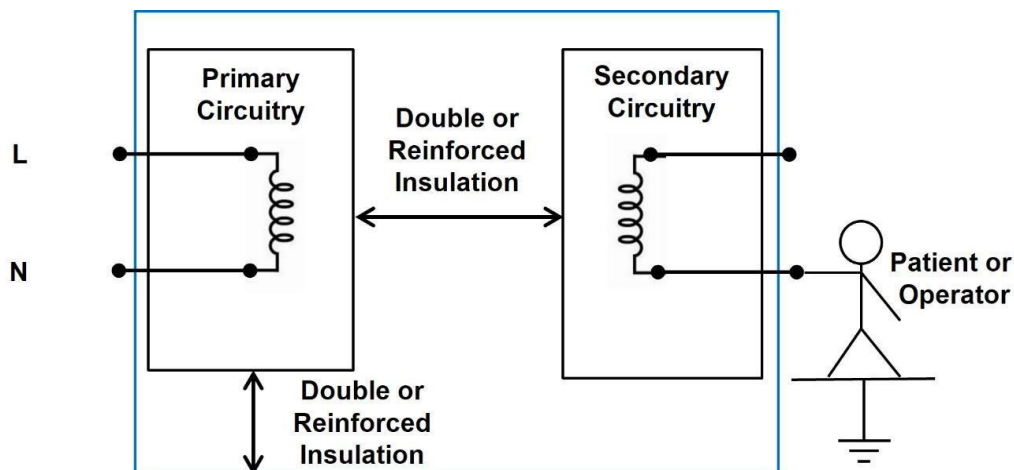 Primary
Circuitry
Secondary
Circuitry
Double or
Reinforced
Insulation
L
N
Patient or
Operator
Double or
Reinforced
Insulation